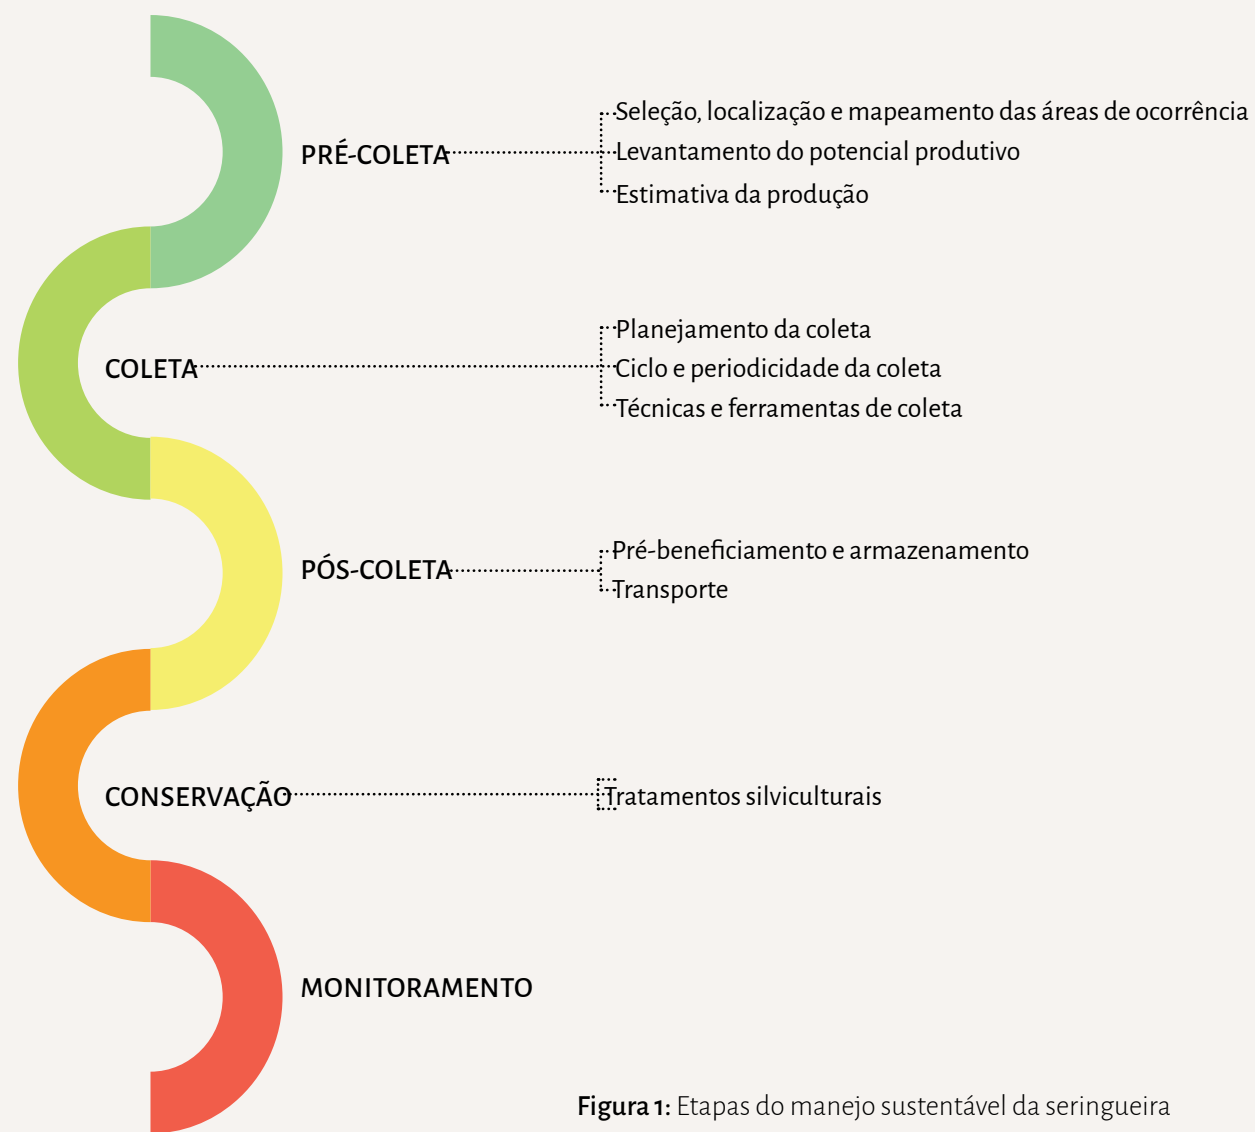 Seleção, localização e mapeamento das áreas de ocorrência
PRÉ-COLETA
Levantamento do potencial produtivo
Estimativa da produção
Planejamento da coleta
COLETA
Ciclo e periodicidade da coleta
Técnicas e ferramentas de coleta
Pré-beneficiamento e armazenamento
PÓS-COLETA
Transporte
CONSERVAÇÃO
Tratamentos silviculturais
MONITORAMENTO
Figura 1: Etapas do manejo sustentável da seringueira